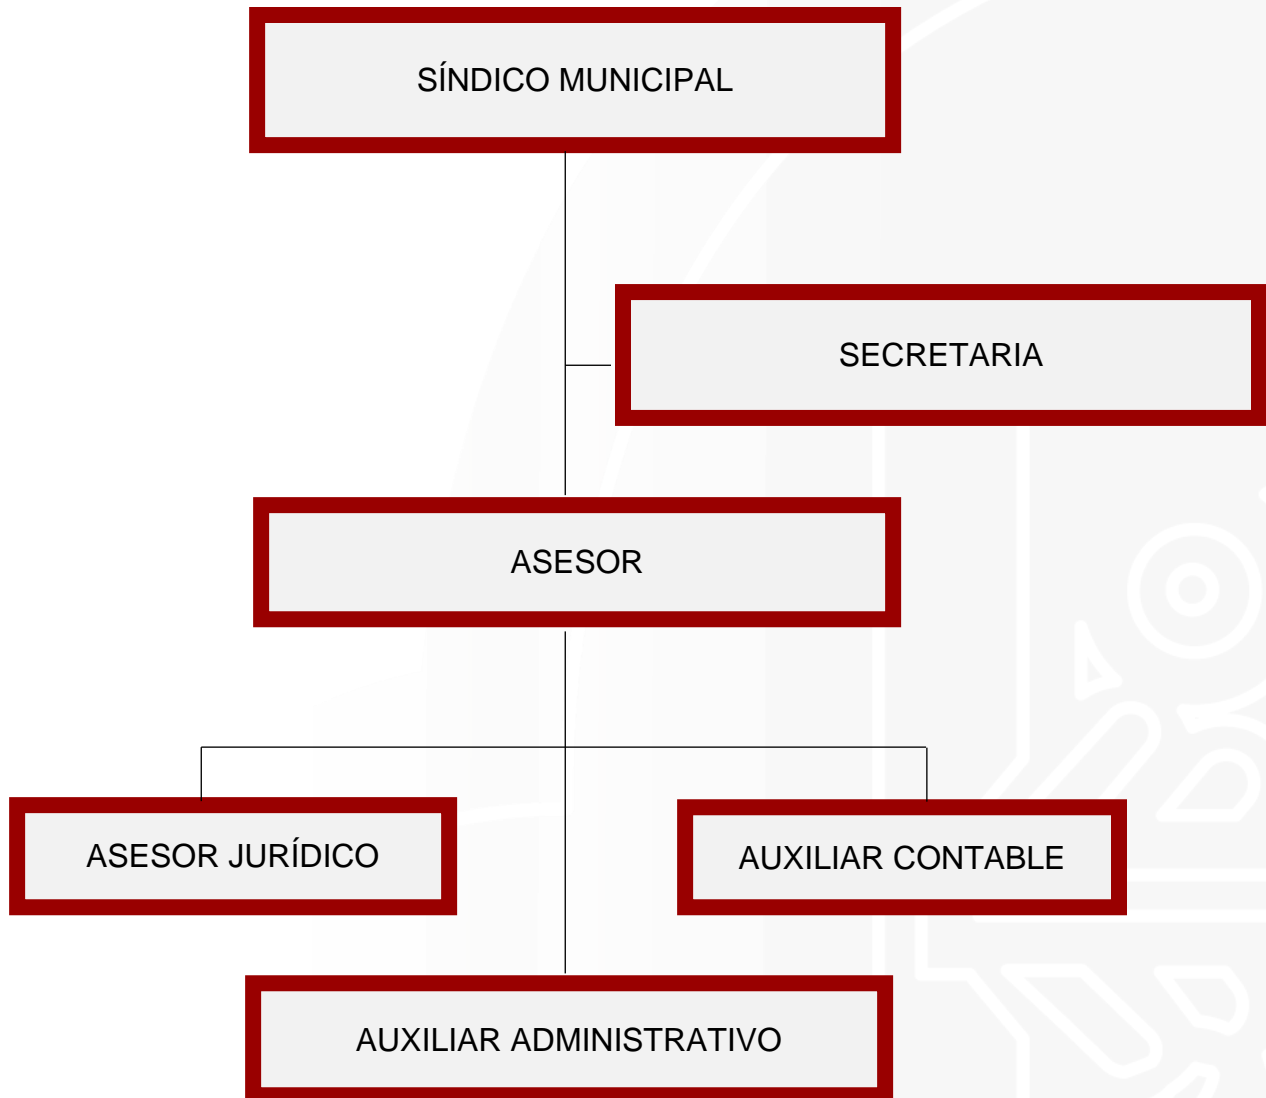 SÍNDICO MUNICIPAL
SECRETARIA
ASESOR
ASESOR JURÍDICO
AUXILIAR CONTABLE
AUXILIAR ADMINISTRATIVO